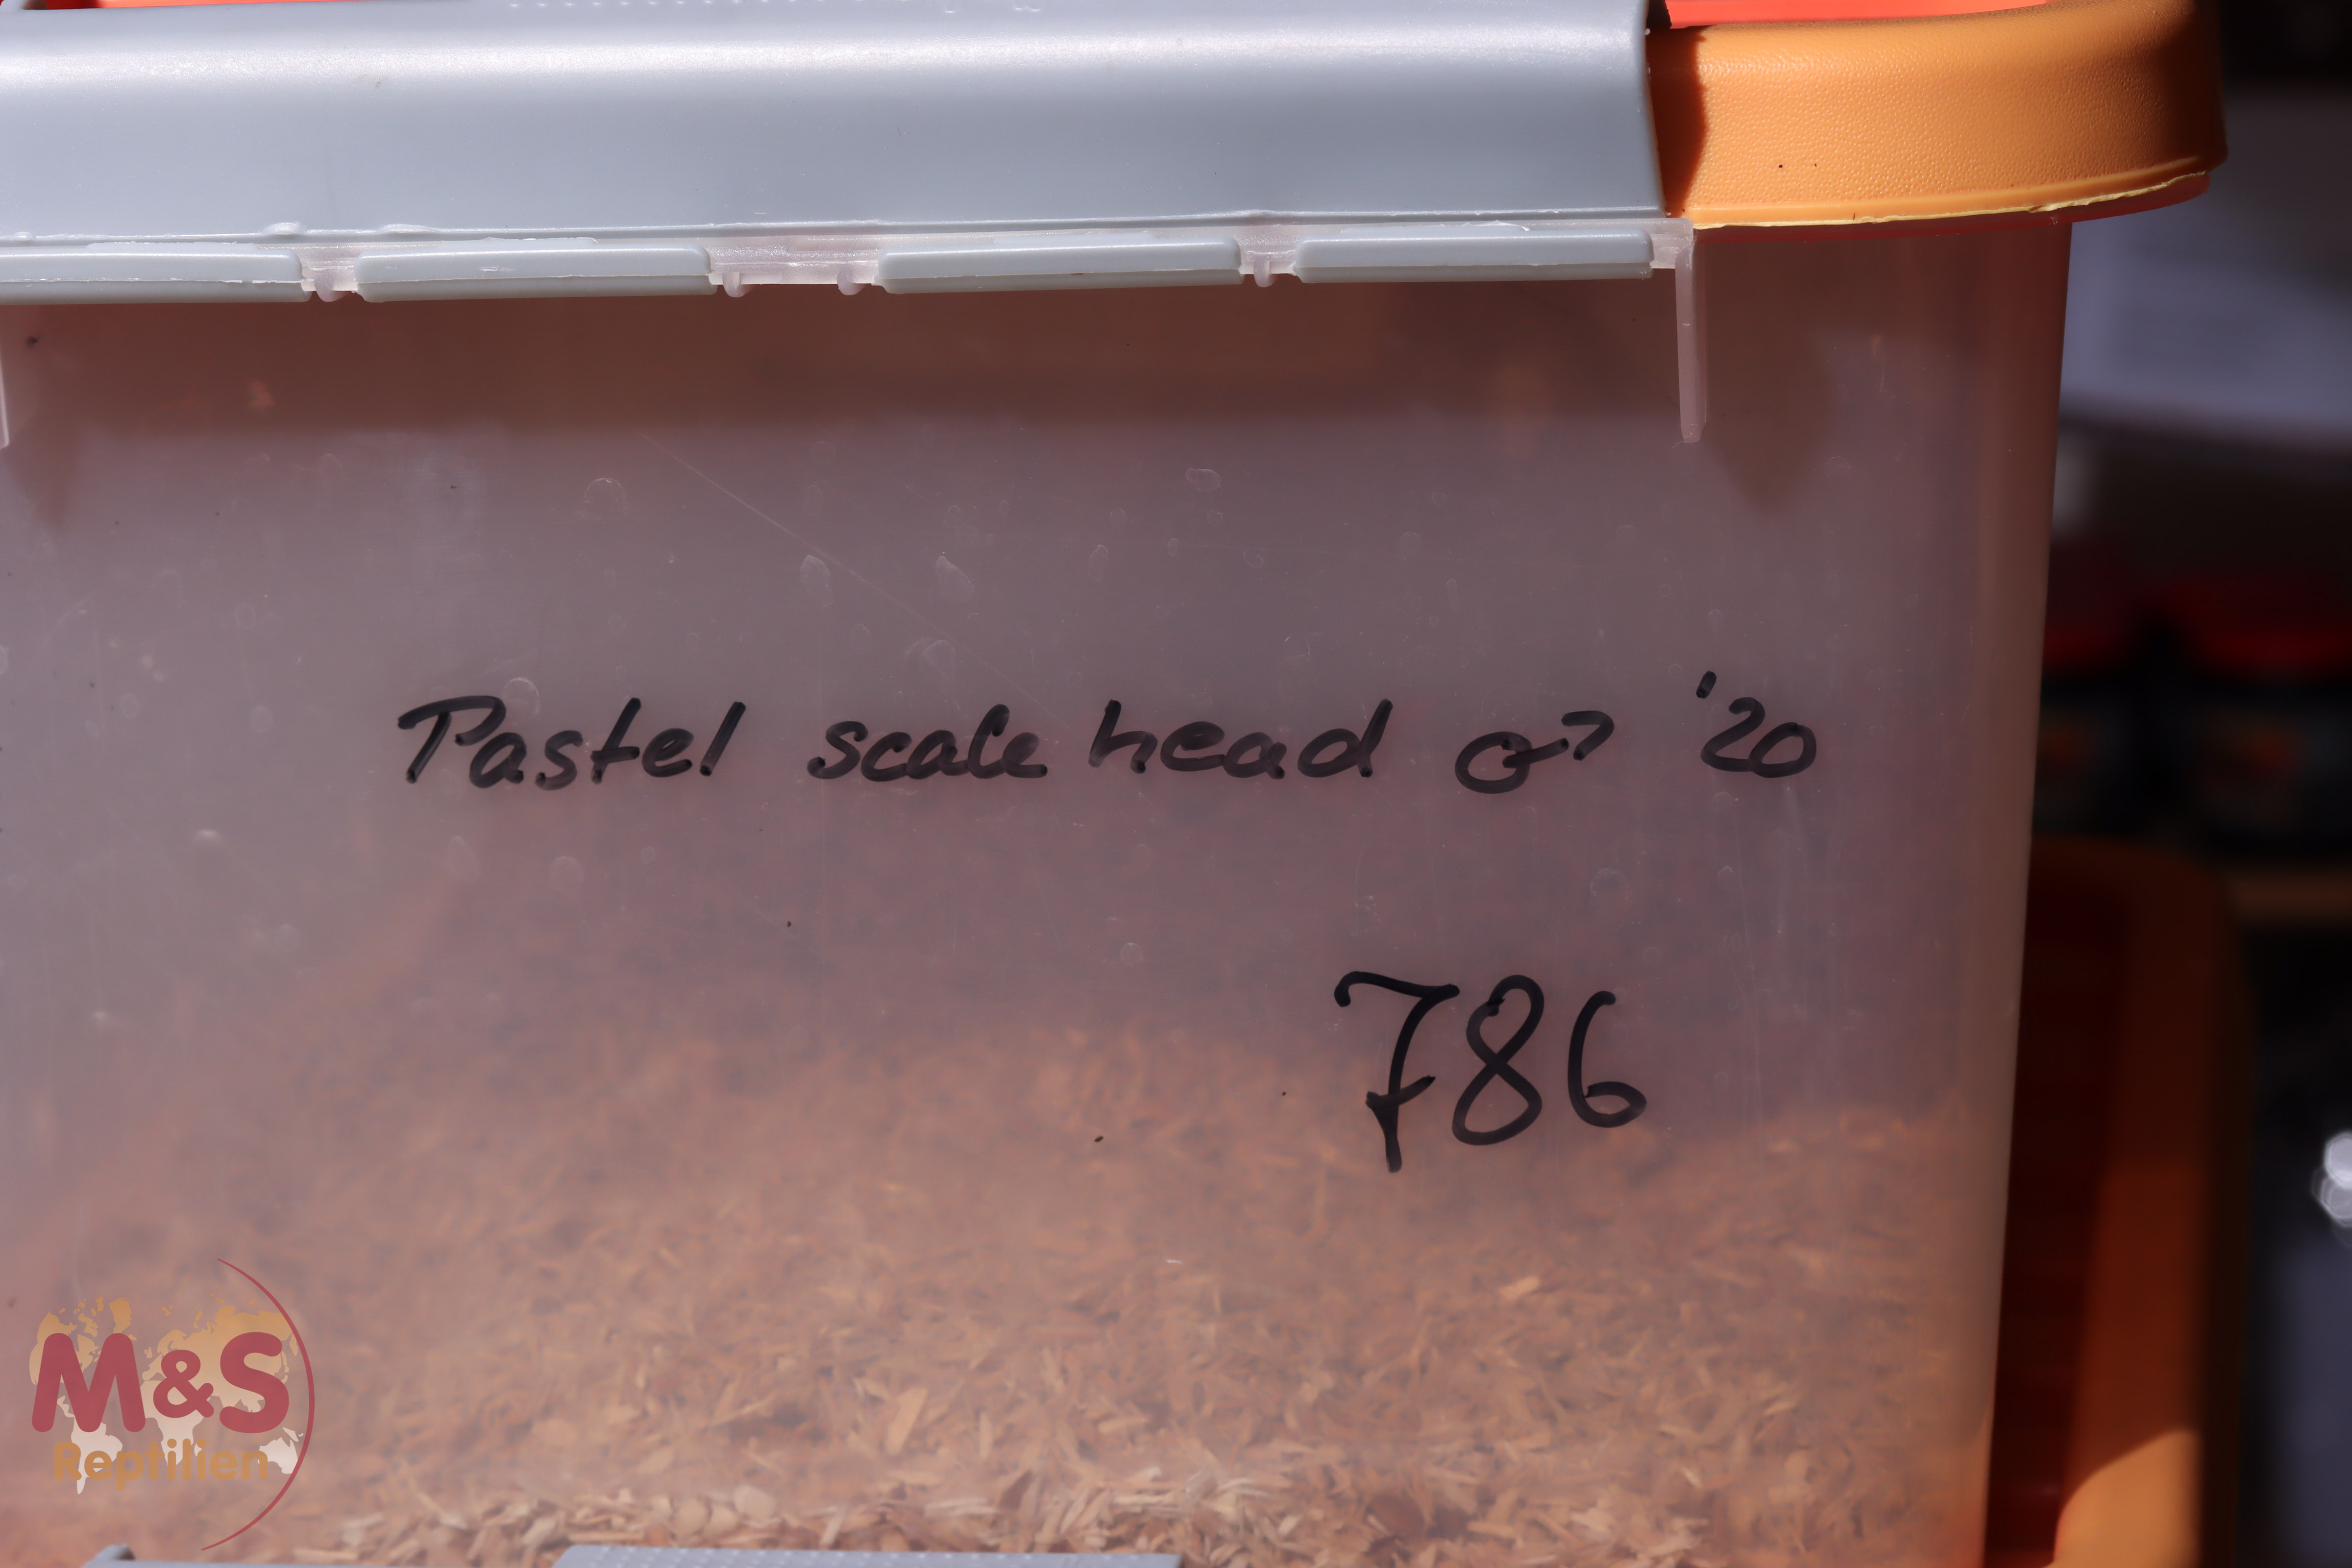 Pastel scale head ♂ '20
786
M&S
Reptilien